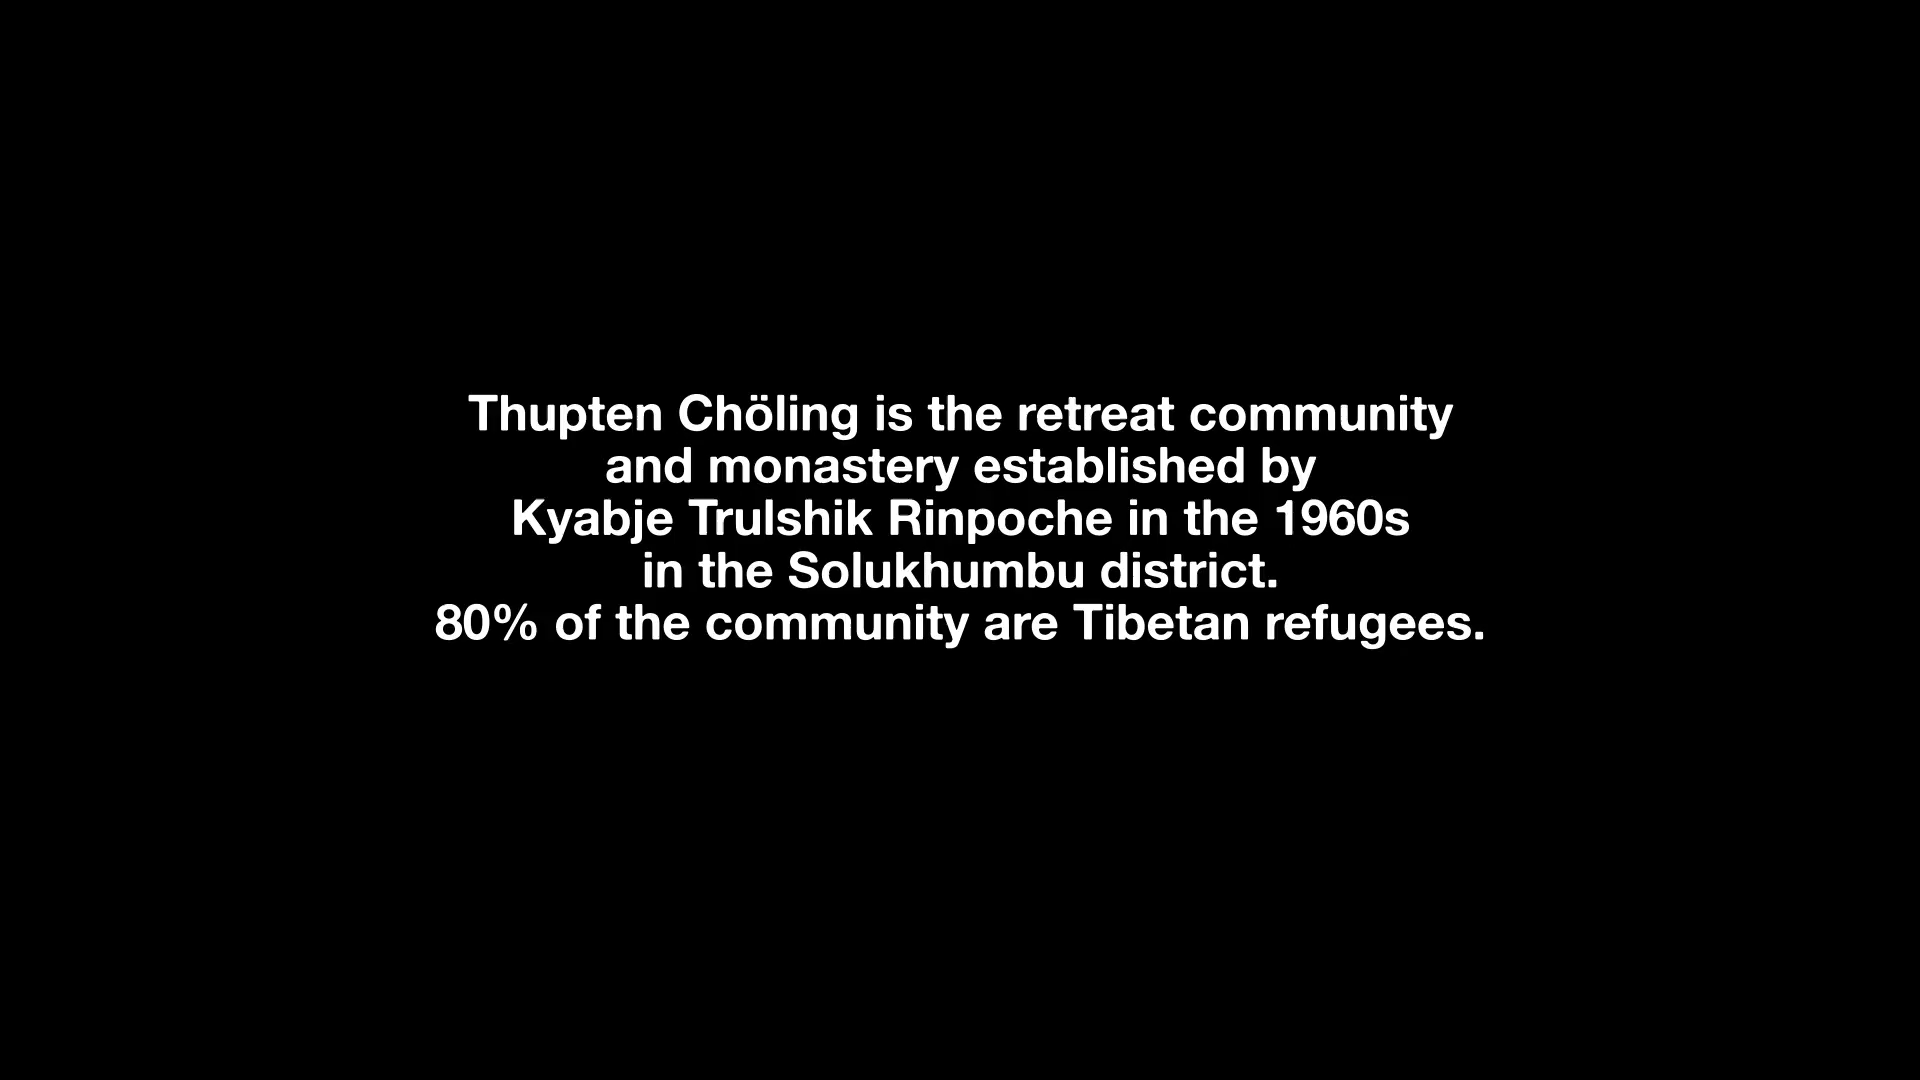 Thupten Chöling is the retreat community
and monastery established by
Kyabje Trulshik Rinpoche in the 1960s
in the Solukhumbu district.
80% of the community are Tibetan refugees.